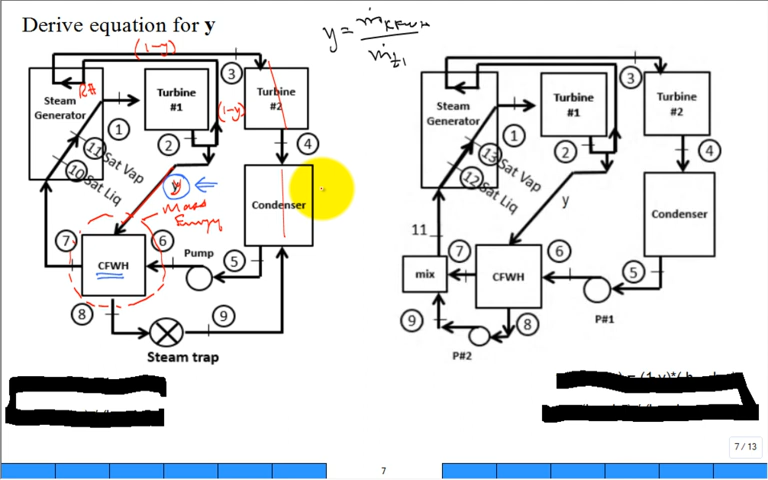 Derive equation for y
y = ṁ CFWH / ṁ t1
(1-y)
RH
Steam
Generator
Turbine
#1
3
Turbine
#2
(1-y)
1
2
4
11 Sat Vap
10 Sat Liq
y
Mass
Energy
Condenser
7
CFWH
6
Pump
5
8
9
Steam trap
Steam
Generator
Turbine
#1
3
Turbine
#2
1
2
4
13 Sat Vap
12 Sat Liq
y
Condenser
11
mix
7
CFWH
6
5
P#1
9
8
P#2
7 / 13
7